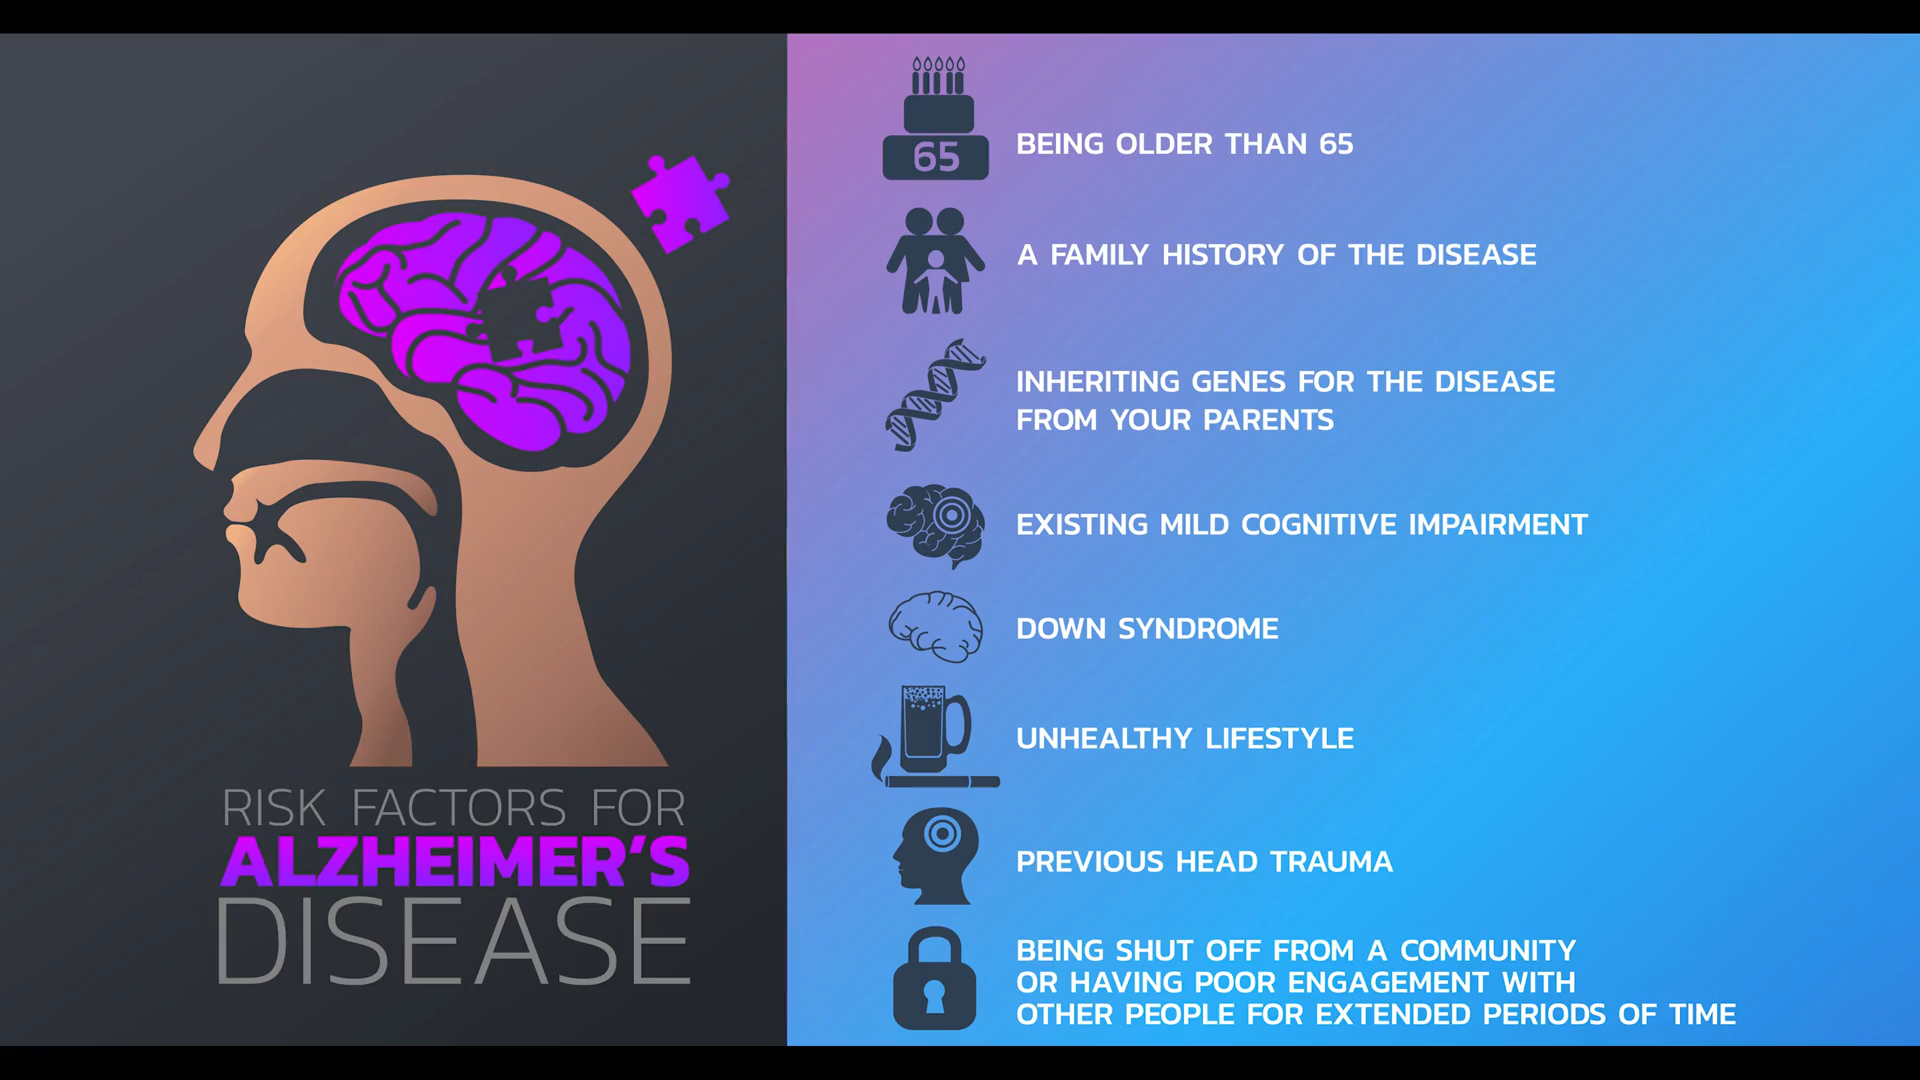 RISK FACTORS FOR
ALZHEIMER'S
DISEASE
65
BEING OLDER THAN 65
A FAMILY HISTORY OF THE DISEASE
INHERITING GENES FOR THE DISEASE
FROM YOUR PARENTS
EXISTING MILD COGNITIVE IMPAIRMENT
DOWN SYNDROME
UNHEALTHY LIFESTYLE
PREVIOUS HEAD TRAUMA
BEING SHUT OFF FROM A COMMUNITY
OR HAVING POOR ENGAGEMENT WITH
OTHER PEOPLE FOR EXTENDED PERIODS OF TIME